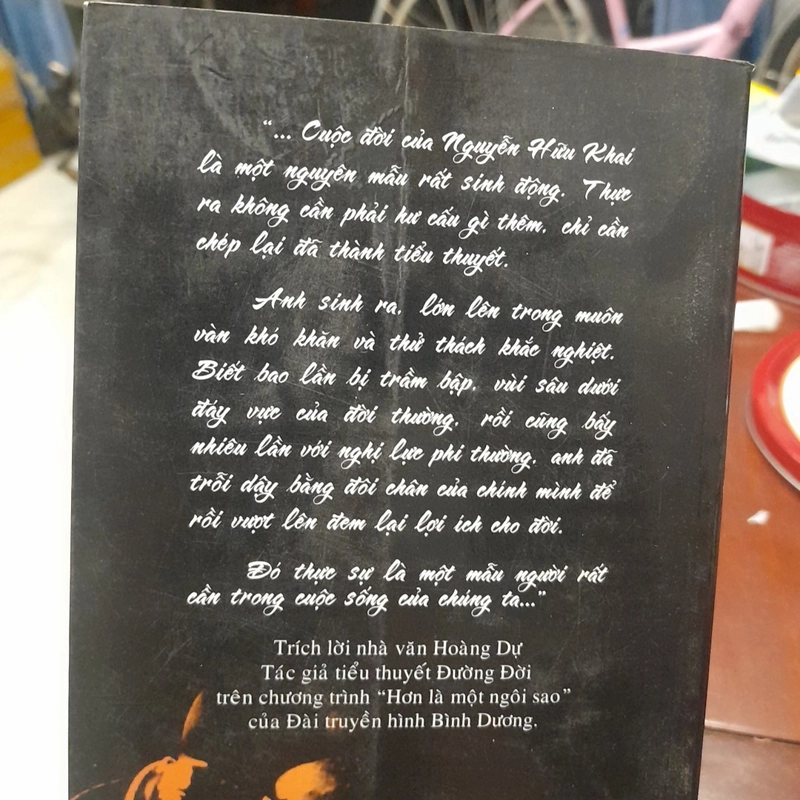 “... Cuộc đời của Nguyễn Hữu Khai
là một nguyên mẫu rất sinh động. Thực
ra không cần phải hư cấu gì thêm, chỉ cần
chép lại đã thành tiểu thuyết.
Anh sinh ra, lớn lên trong muôn
vàn khó khăn và thử thách khắc nghiệt.
Biết bao lần bị trầm bập, vùi sâu dưới
đáy vực của đời thường, rồi cũng bấy
nhiêu lần với nghị lực phi thường, anh đã
trỗi dậy bằng đôi chân của chính mình để
rồi vượt lên đem lại lợi ích cho đời.
Đó thực sự là một mẫu người rất
cần trong cuộc sống của chúng ta...”
Trích lời nhà văn Hoàng Dự
Tác giả tiểu thuyết Đường Đời
trên chương trình “Hơn là một ngôi sao”
của Đài truyền hình Bình Dương.